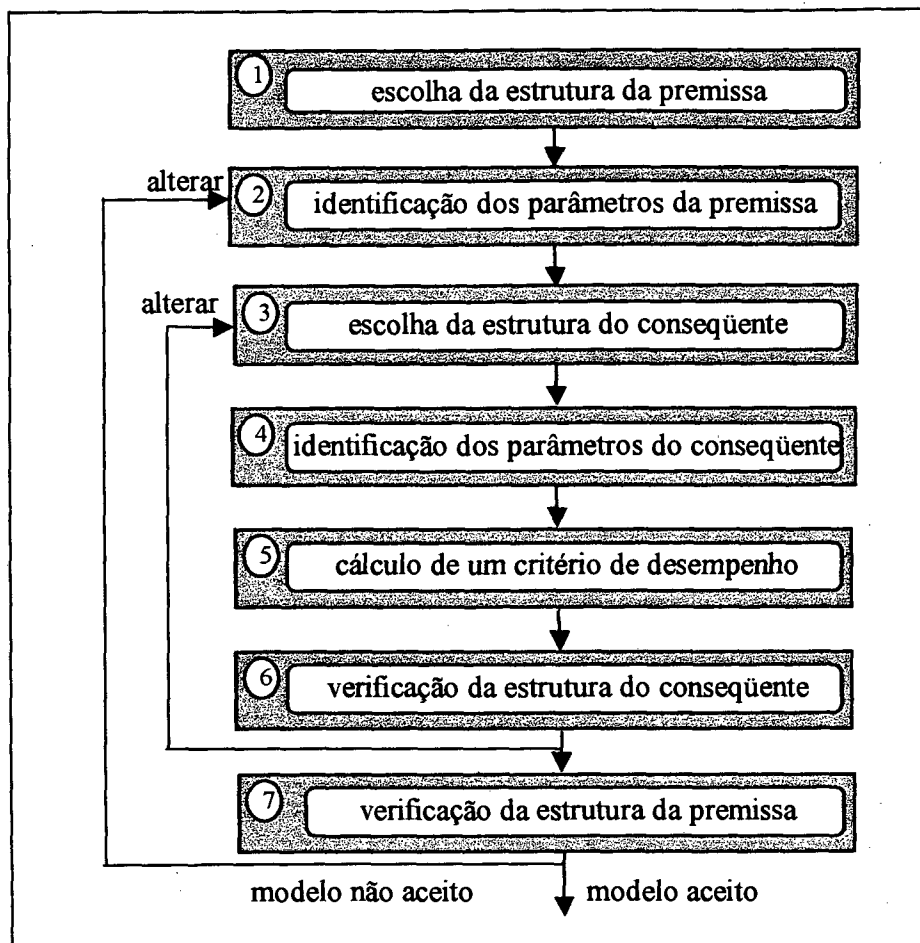 1
escolha da estrutura da premissa
alterar
2
identificação dos parâmetros da premissa
alterar
3
escolha da estrutura do conseqüente
4
identificação dos parâmetros do conseqüente
5
cálculo de um critério de desempenho
6
verificação da estrutura do conseqüente
7
verificação da estrutura da premissa
modelo não aceito
modelo aceito